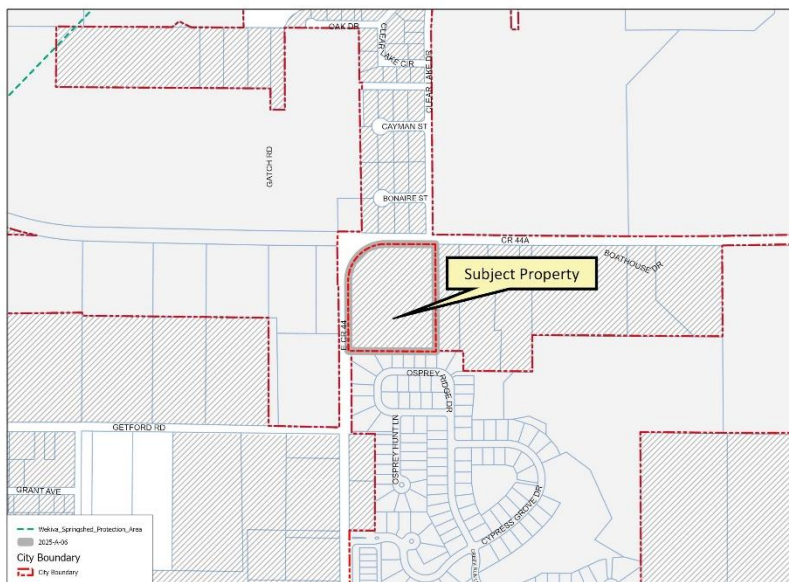 OAK DR
CLEAR
LAKE CIR
CLEAR LAKE DR
CAYMAN ST
GATCH RD
BONAIRE ST
CR 44A
BOATHOUSE DR
Subject Property
E CR 44
OSPREY
RIDGE DR
OSPREY HUNT LN
GETFORD RD
GRANT AVE
CYPRESS GROVE DR
Wekiva_Springshed_Protection_Area
2025-A-06
City Boundary
City Boundary